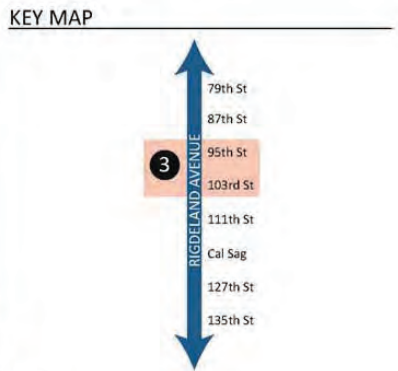 KEY MAP
79th St
87th St
95th St
3
103rd St
RIGDELAND AVENUE
111th St
Cal Sag
127th St
135th St